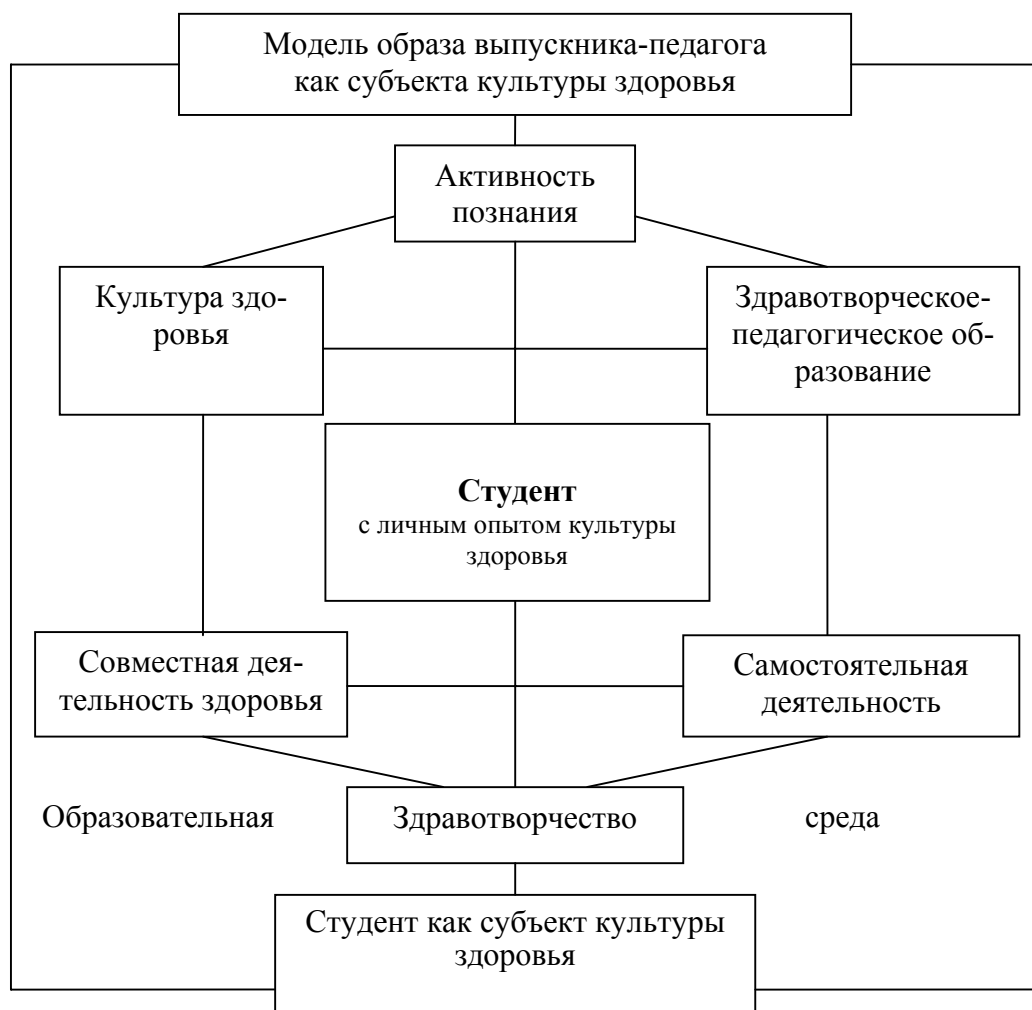 Модель образа выпускника-педагога
как субъекта культуры здоровья
Активность
познания
Культура здо-
ровья
Здравотворческое-
педагогическое об-
разование
Студент
с личным опытом культуры
здоровья
Совместная дея-
тельность здоровья
Самостоятельная
деятельность
Образовательная
Здравотворчество
среда
Студент как субъект культуры
здоровья